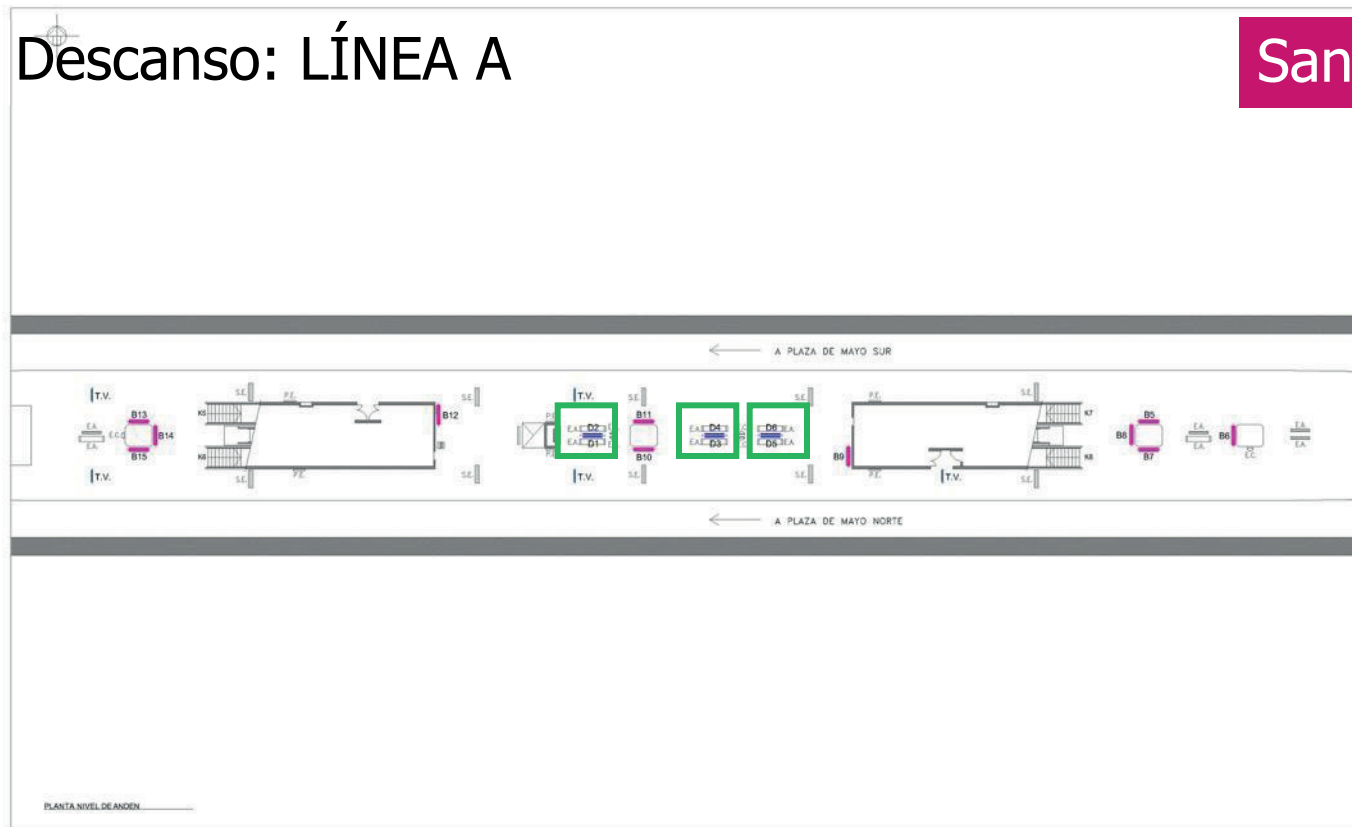 Descanso: LÍNEA A
San
A PLAZA DE MAYO SUR
T.V. S.E. P.E. S.E. T.V. S.E. S.E. P.E. S.E.
B13 K5 B12 D2 B11 D4 D6 K7 B5
E.A. E.C. B14 P.E. E.A. E.A. E.A. B8 E.A. B6 E.A.
E.A. B15 K6 E.A. D1 B10 E.A. D3 D5 E.A. B9 K8 B7 E.A. E.C. E.A.
T.V. S.E. P.E. S.E. T.V. S.E. S.E. P.E. T.V. S.E.
A PLAZA DE MAYO NORTE
PLANTA NIVEL DE ANDEN